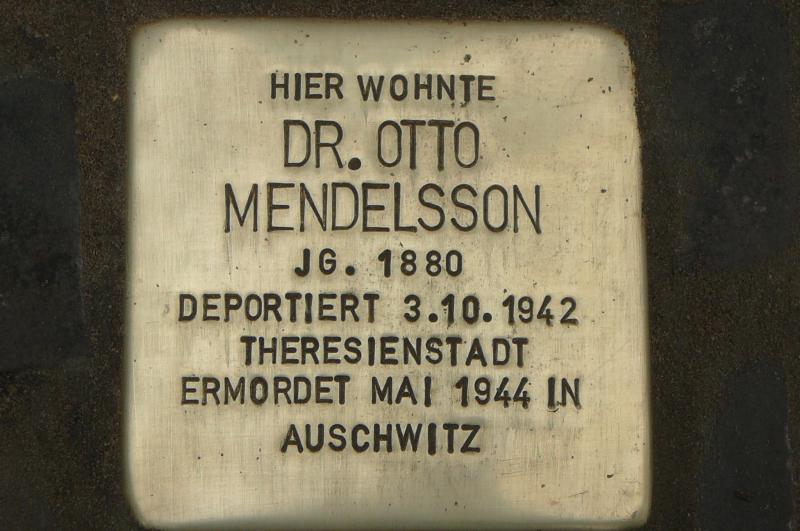 HIER WOHNTE
DR. OTTO
MENDELSSON
JG. 1880
DEPORTIERT 3.10.1942
THERESIENSTADT
ERMORDET MAI 1944 IN
AUSCHWITZ